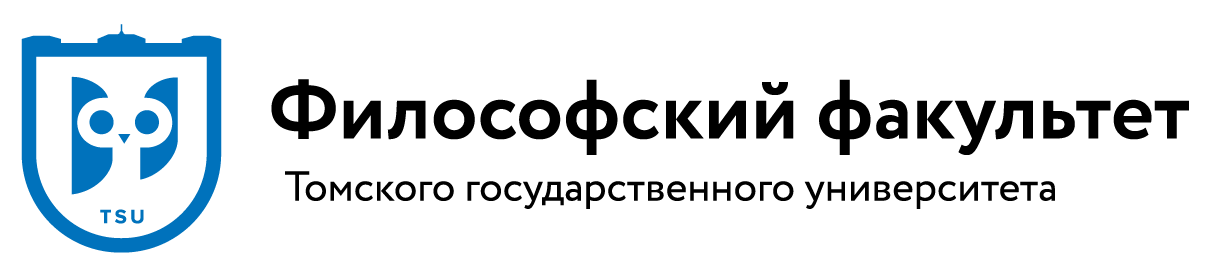 Философский факультет
Томского государственного университета
TSU